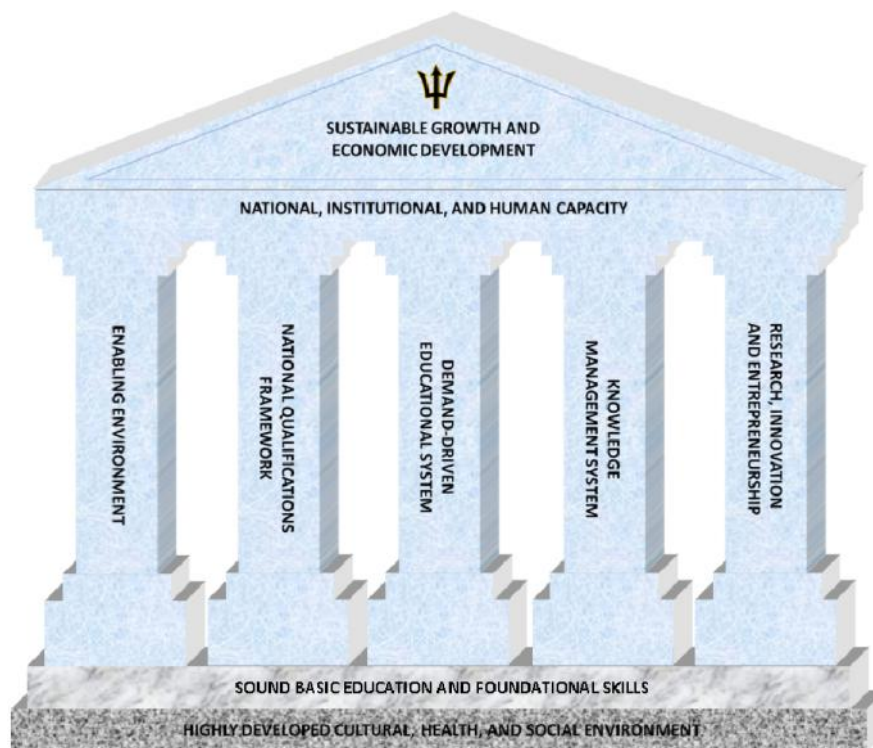 SUSTAINABLE GROWTH AND
ECONOMIC DEVELOPMENT
NATIONAL, INSTITUTIONAL, AND HUMAN CAPACITY
ENABLING ENVIRONMENT
NATIONAL QUALIFICATIONS
FRAMEWORK
DEMAND-DRIVEN
EDUCATIONAL SYSTEM
KNOWLEDGE
MANAGEMENT SYSTEM
RESEARCH, INNOVATION
AND ENTREPRENEURSHIP
SOUND BASIC EDUCATION AND FOUNDATIONAL SKILLS
HIGHLY DEVELOPED CULTURAL, HEALTH, AND SOCIAL ENVIRONMENT